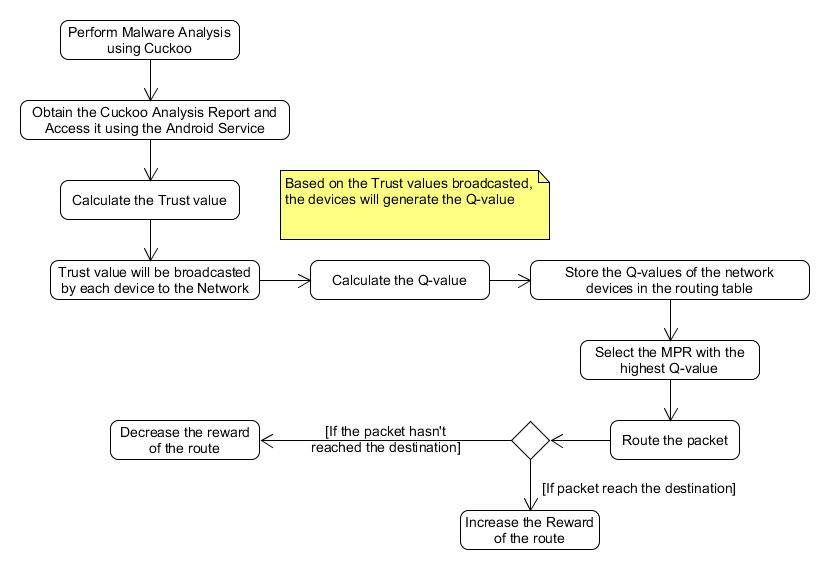 Perform Malware Analysis
using Cuckoo
Obtain the Cuckoo Analysis Report and
Access it using the Android Service
Calculate the Trust value
Based on the Trust values broadcasted,
the devices will generate the Q-value
Trust value will be broadcasted
by each device to the Network
Calculate the Q-value
Store the Q-values of the network
devices in the routing table
Select the MPR with the
highest Q-value
Route the packet
[If the packet hasn't
reached the destination]
Decrease the reward
of the route
[If packet reach the destination]
Increase the Reward
of the route